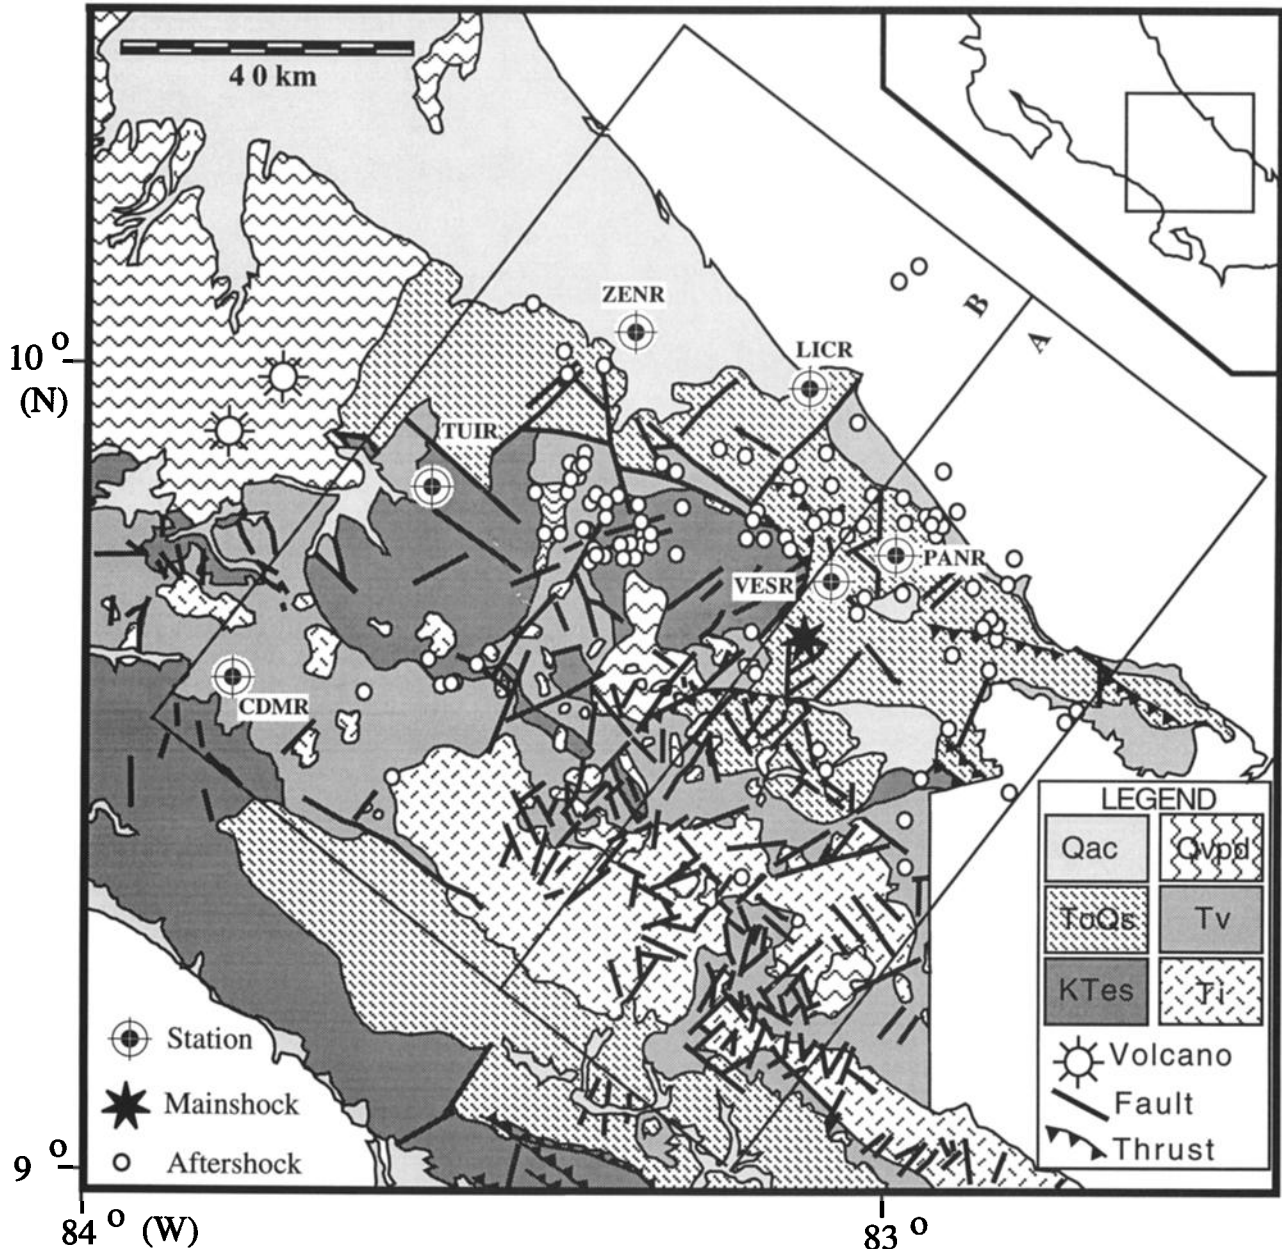 40 km
B
A
ZENR
10 o
(N)
LICR
TUIR
PANR
VESR
CDMR
LEGEND
Qac
Qvpd
ToQs
Tv
KTes
Ti
Station
Volcano
Mainshock
Fault
Aftershock
Thrust
9 o
84 o (W)
83 o